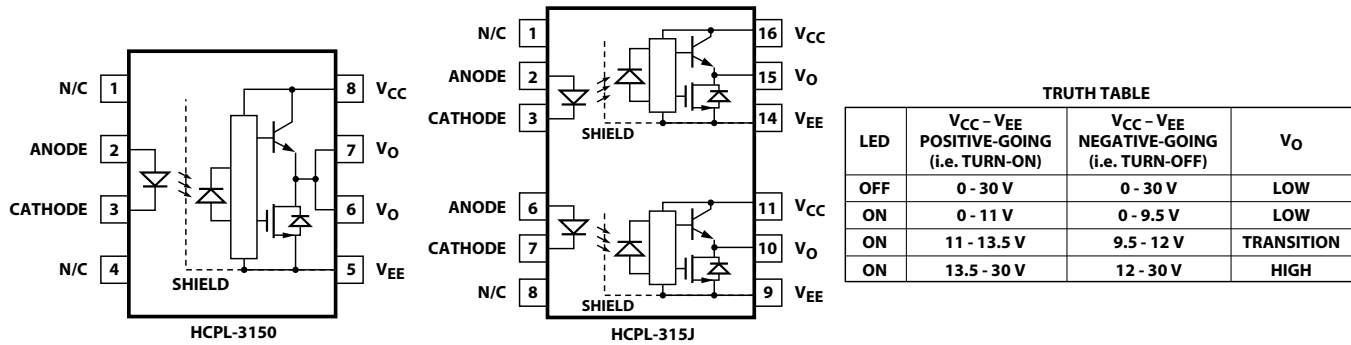 N/C 1
ANODE 2
CATHODE 3
N/C 4
8 VCC
7 VO
6 VO
5 VEE
SHIELD
HCPL-3150
N/C 1
ANODE 2
CATHODE 3
16 VCC
15 VO
14 VEE
SHIELD
ANODE 6
CATHODE 7
N/C 8
11 VCC
10 VO
9 VEE
SHIELD
HCPL-315J
TRUTH TABLE
LED
VCC – VEE
POSITIVE-GOING
(i.e. TURN-ON)
VCC – VEE
NEGATIVE-GOING
(i.e. TURN-OFF)
VO
OFF 0 - 30 V 0 - 30 V LOW
ON 0 - 11 V 0 - 9.5 V LOW
ON 11 - 13.5 V 9.5 - 12 V TRANSITION
ON 13.5 - 30 V 12 - 30 V HIGH